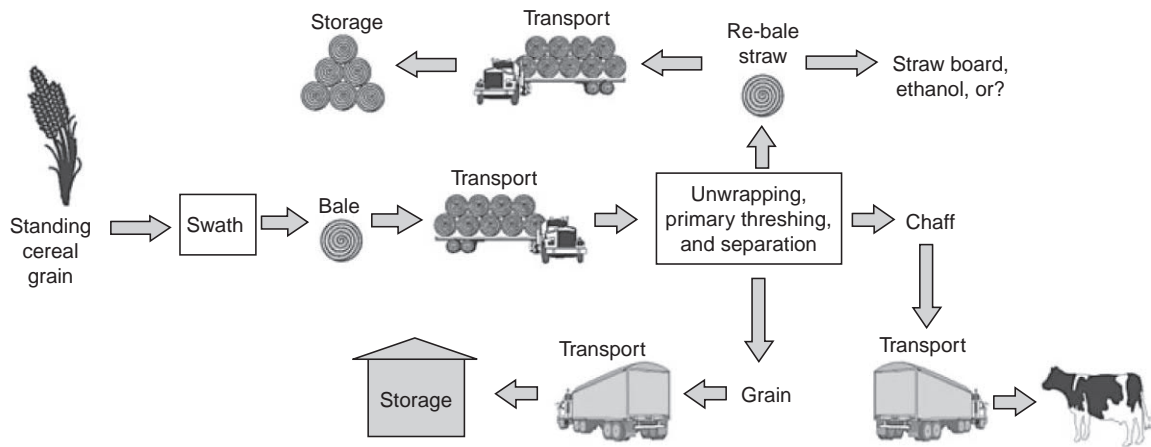 Storage
Transport
Re-bale
straw
Straw board,
ethanol, or?
Standing
cereal
grain
Swath
Bale
Transport
Unwrapping,
primary threshing,
and separation
Chaff
Storage
Transport
Grain
Transport